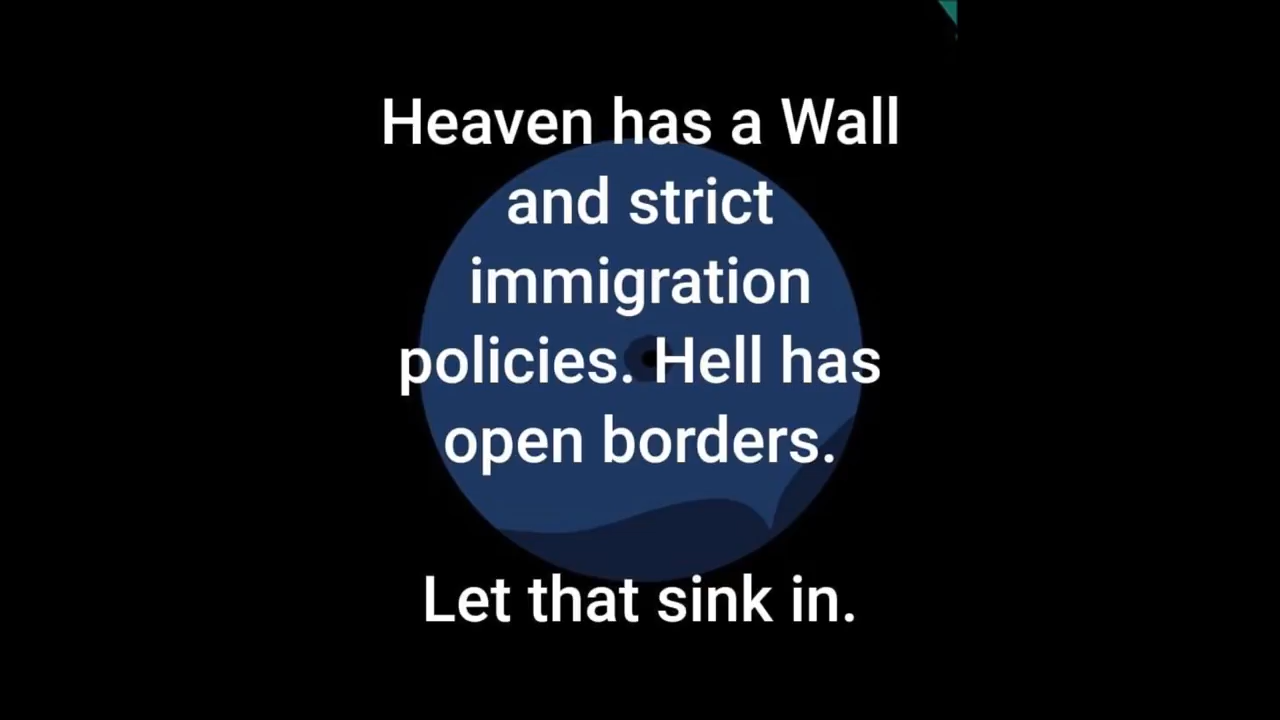 Heaven has a Wall
and strict
immigration
policies. Hell has
open borders.
Let that sink in.